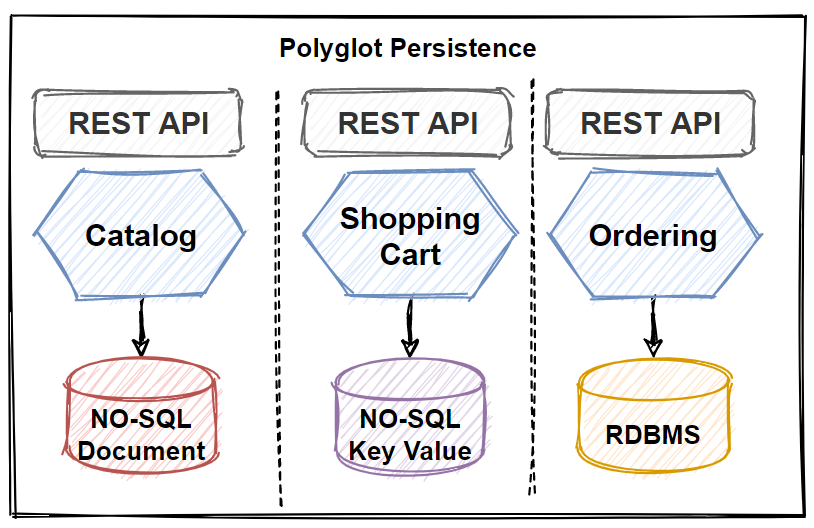 Polyglot Persistence
REST API
REST API
REST API
Catalog
Shopping
Cart
Ordering
NO-SQL
Document
NO-SQL
Key Value
RDBMS